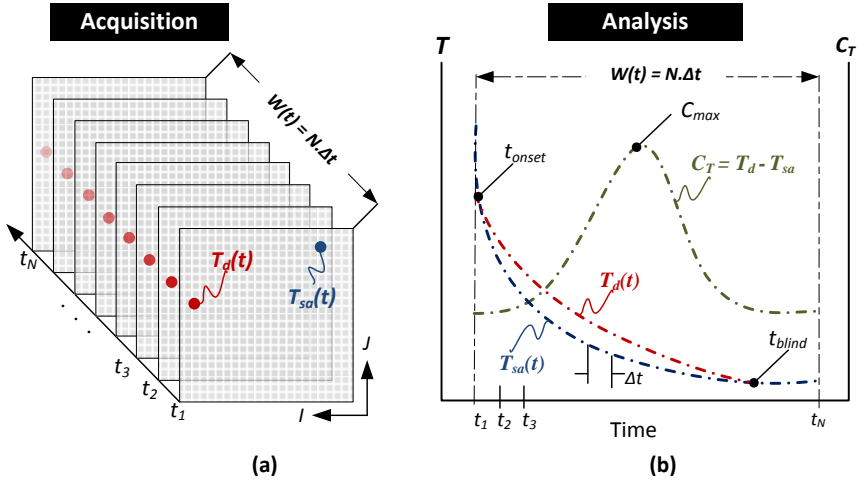 Acquisition
W(t) = N.Δt
T_d(t)
T_sa(t)
t_N
. . .
t_3
t_2
t_1
J
I
(a)
Analysis
T
C_T
W(t) = N.Δt
C_max
t_onset
C_T = T_d - T_sa
T_d(t)
T_sa(t)
t_blind
Δt
t_1 t_2 t_3 t_N
Time
(b)